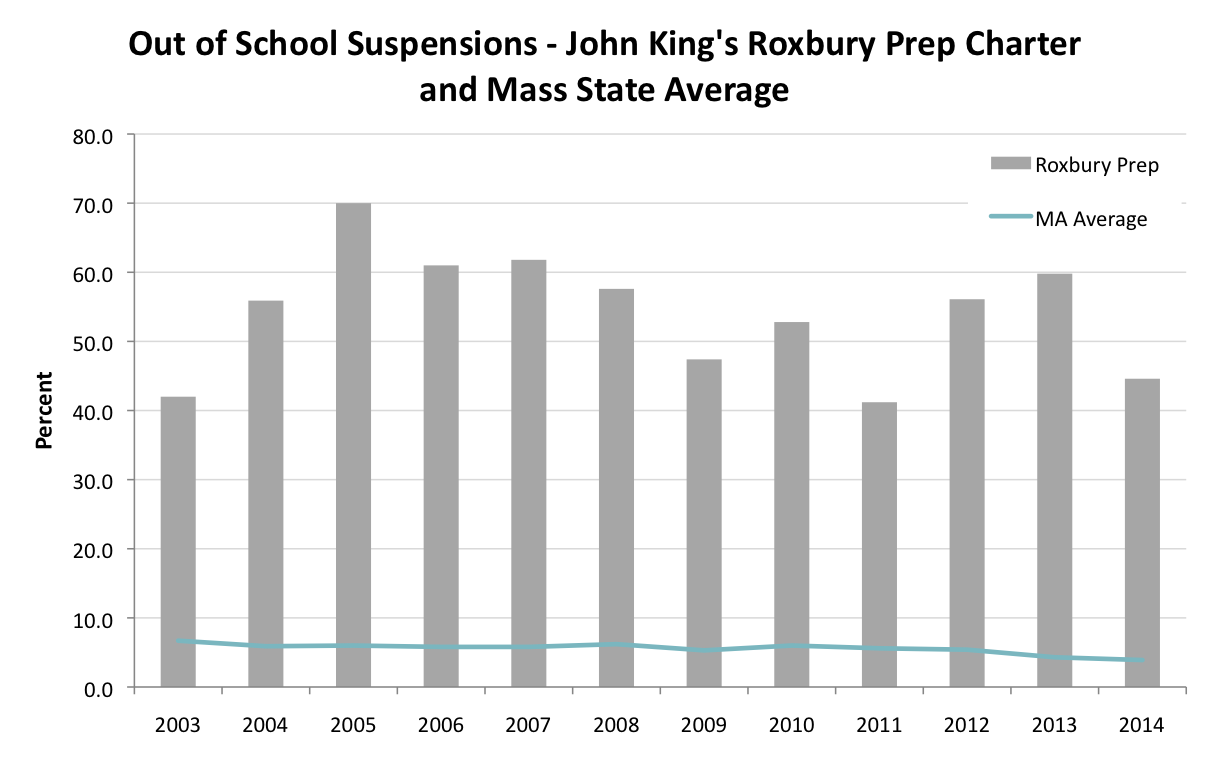 Out of School Suspensions - John King's Roxbury Prep Charter
and Mass State Average
80.0
70.0
60.0
50.0
40.0
30.0
20.0
10.0
0.0
Percent
Roxbury Prep
MA Average
2003 2004 2005 2006 2007 2008 2009 2010 2011 2012 2013 2014